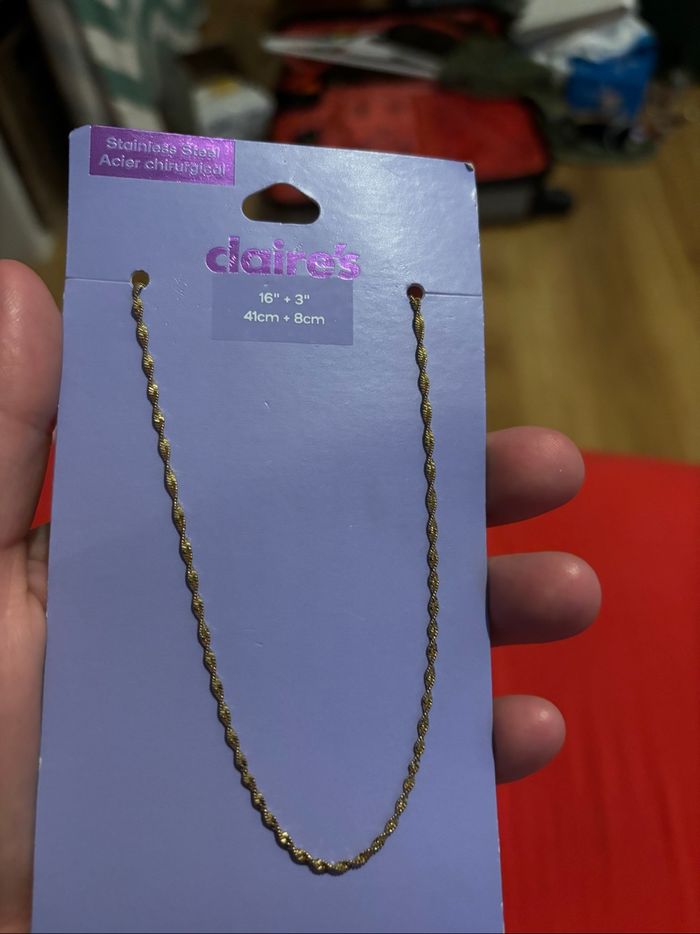 Stainless Steel
Acier chirurgical
claire's
16" + 3"
41cm + 8cm